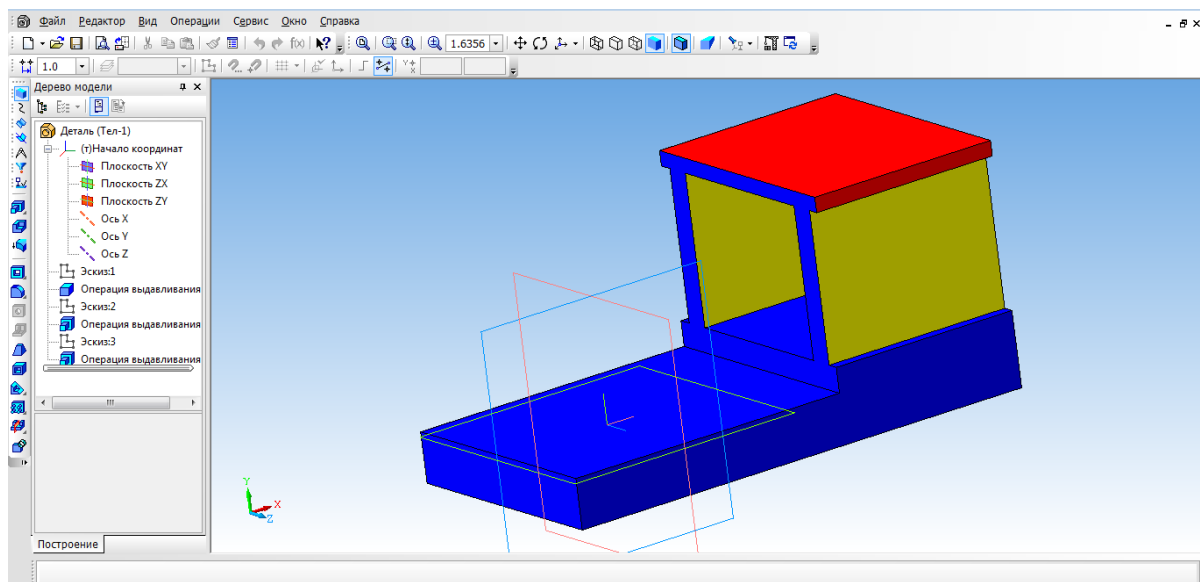 Файл Редактор Вид Операции Сервис Окно Справка
1.6356
1.0
Дерево модели
Деталь (Тел-1)
(т)Начало координат
Плоскость XY
Плоскость ZX
Плоскость ZY
Ось X
Ось Y
Ось Z
Эскиз:1
Операция выдавливания
Эскиз:2
Операция выдавливания
Эскиз:3
Операция выдавливания
Построение
Y
X
Z